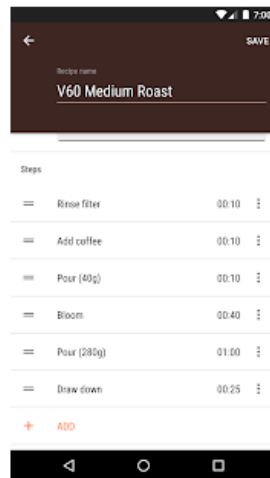 7:00
SAVE
Recipe name
V60 Medium Roast
Steps
Rinse filter 00:10
Add coffee 00:10
Pour (40g) 00:10
Bloom 00:40
Pour (280g) 01:00
Draw down 00:25
+ ADD